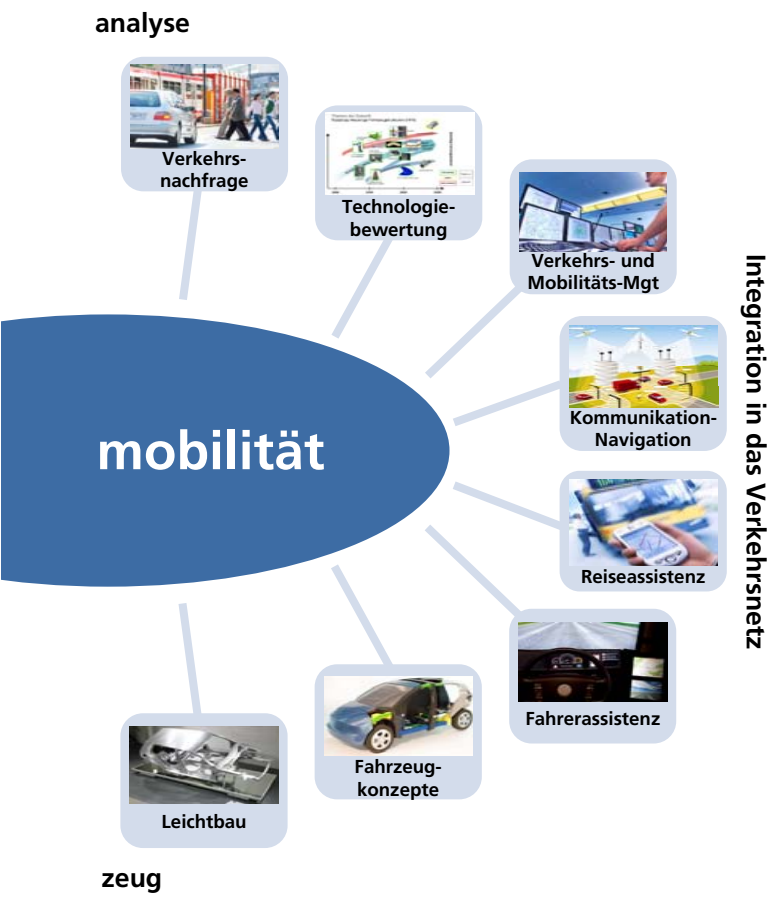 analyse
Verkehrs-
nachfrage
Technologie-
bewertung
Verkehrs- und
Mobilitäts-Mgt
Kommunikation-
Navigation
Integration in das Verkehrsnetz
mobilität
Reiseassistenz
Fahrerassistenz
Fahrzeug-
konzepte
Leichtbau
zeug